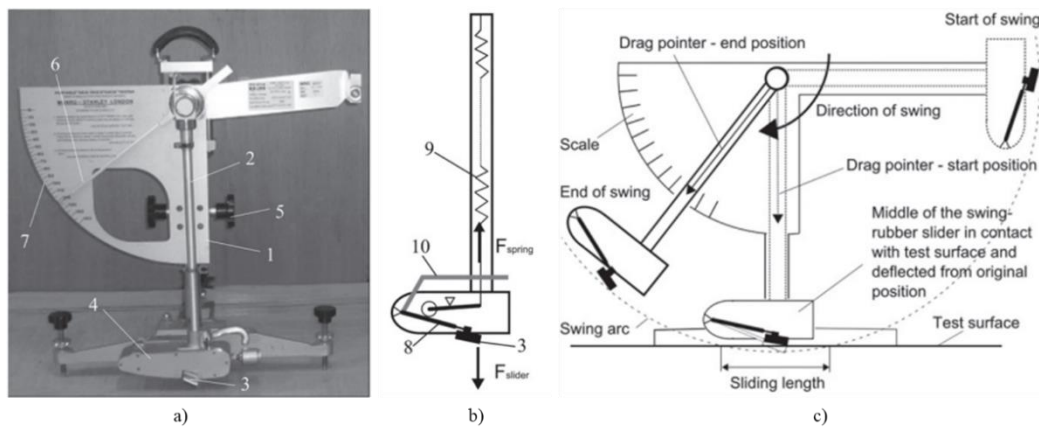 6
7
2
5
1
4
3
a)
9
F spring
10
8
3
F slider
b)
Start of swing
Drag pointer - end position
Direction of swing
Scale
Drag pointer - start position
End of swing
Middle of the swing-
rubber slider in contact
with test surface and
deflected from original
position
Swing arc
Test surface
Sliding length
c)